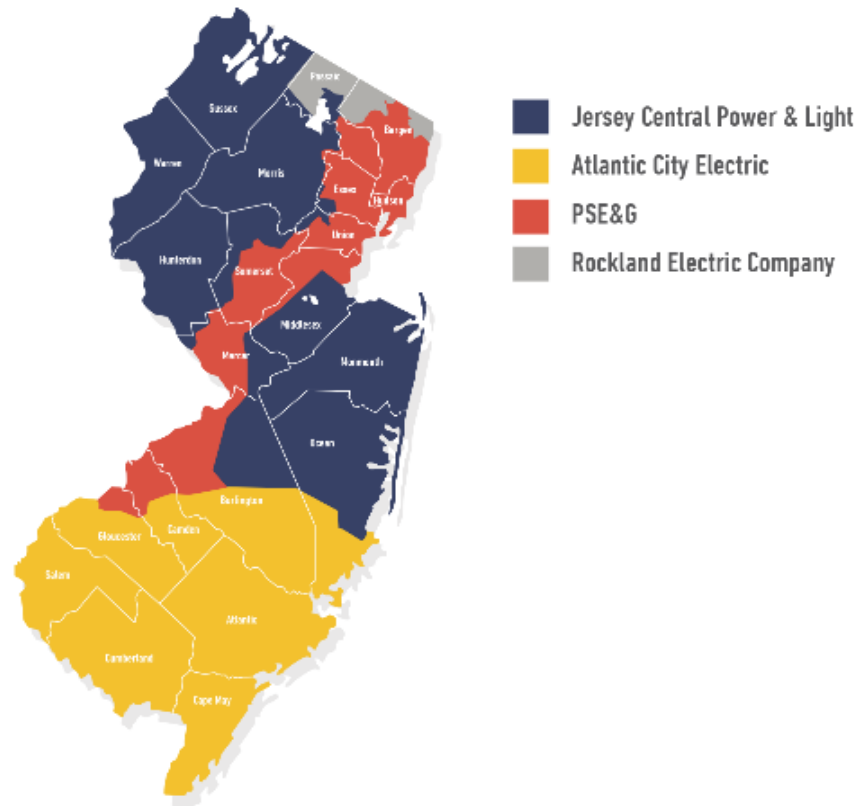 Passaic
Sussex
Bergen
Warren
Morris
Essex
Hudson
Union
Hunterdon
Somerset
Middlesex
Mercer
Monmouth
Ocean
Burlington
Camden
Gloucester
Salem
Atlantic
Cumberland
Cape May
Jersey Central Power & Light
Atlantic City Electric
PSE&G
Rockland Electric Company